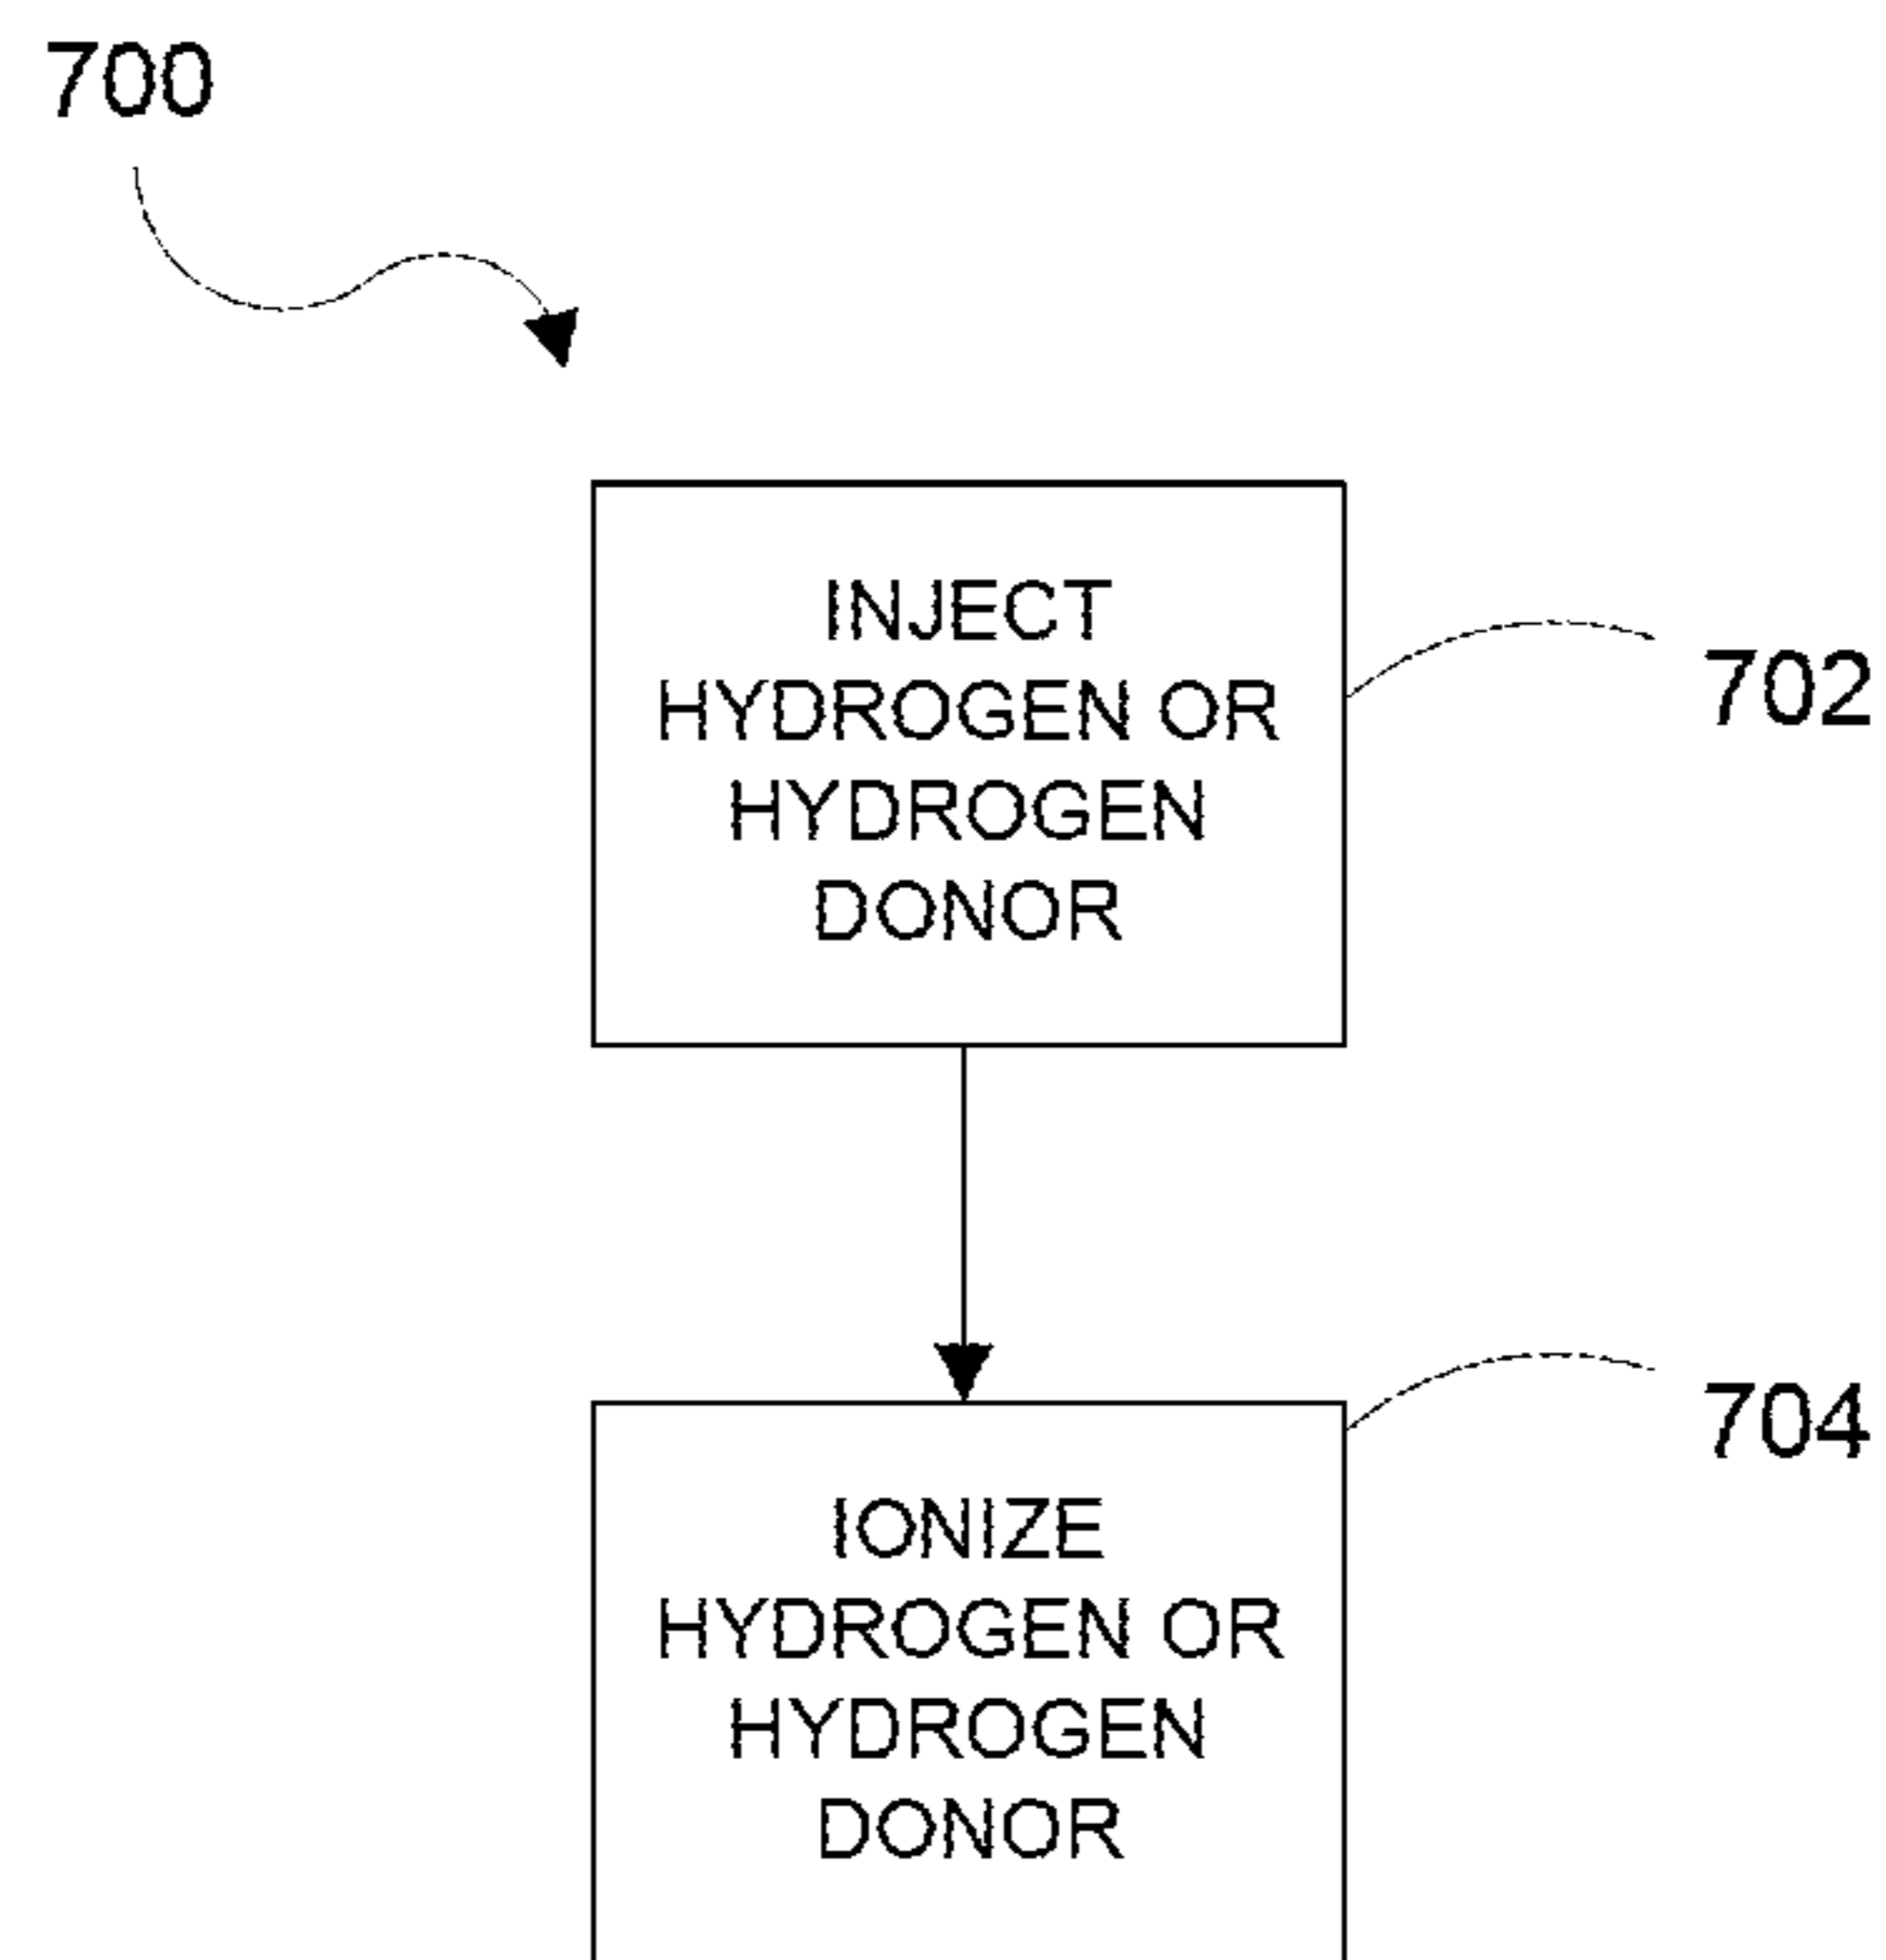 700
INJECT
HYDROGEN OR
HYDROGEN
DONOR
702
IONIZE
HYDROGEN OR
HYDROGEN
DONOR
704